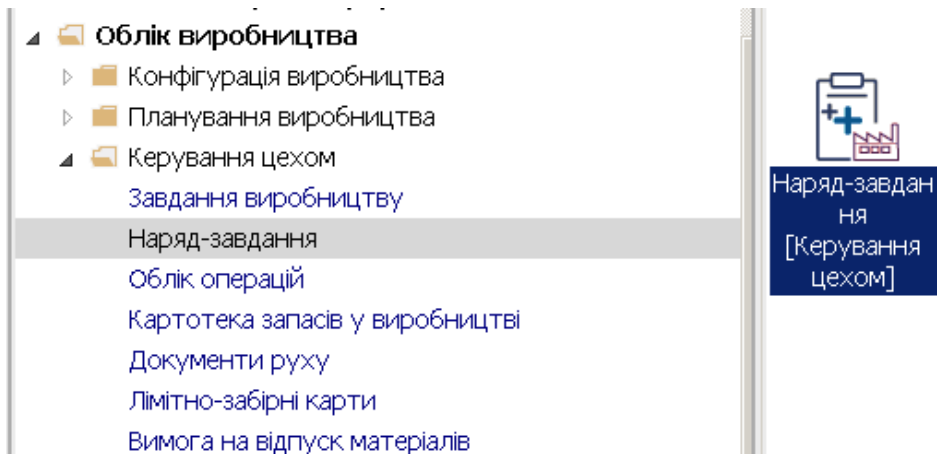 Облік виробництва
Конфігурація виробництва
Планування виробництва
Керування цехом
Завдання виробництву
Наряд-завдання
Облік операцій
Картотека запасів у виробництві
Документи руху
Лімітно-забірні карти
Вимога на відпуск матеріалів
Наряд-завдан
ня
[Керування
цехом]